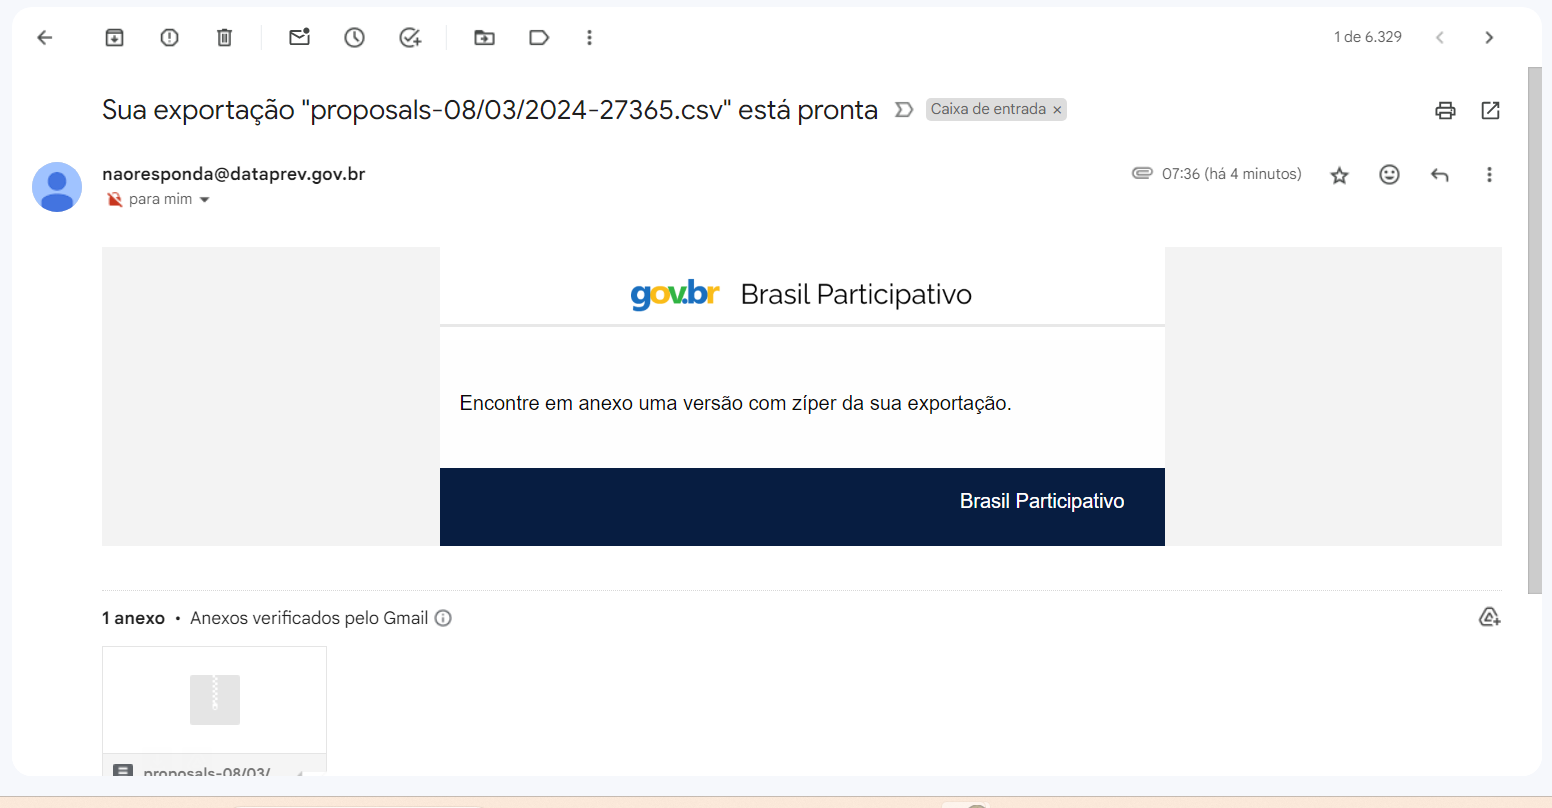 1 de 6.329
Sua exportação "proposals-08/03/2024-27365.csv" está pronta
Caixa de entrada ×
naoresponda@dataprev.gov.br
07:36 (há 4 minutos)
para mim
gov.br Brasil Participativo
Encontre em anexo uma versão com zíper da sua exportação.
Brasil Participativo
1 anexo • Anexos verificados pelo Gmail
proposals-08/03/